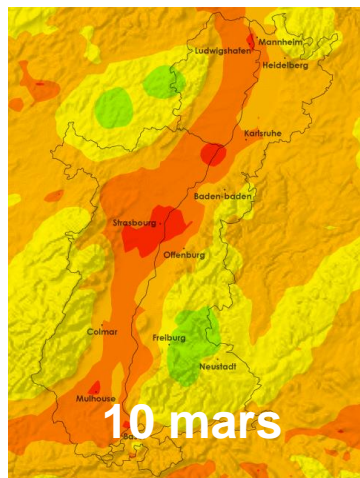 Mannheim
Ludwigshafen
Heidelberg
Karlsruhe
Baden-baden
Strasbourg
Offenburg
Colmar
Freiburg
Neustadt
Mulhouse
10 mars